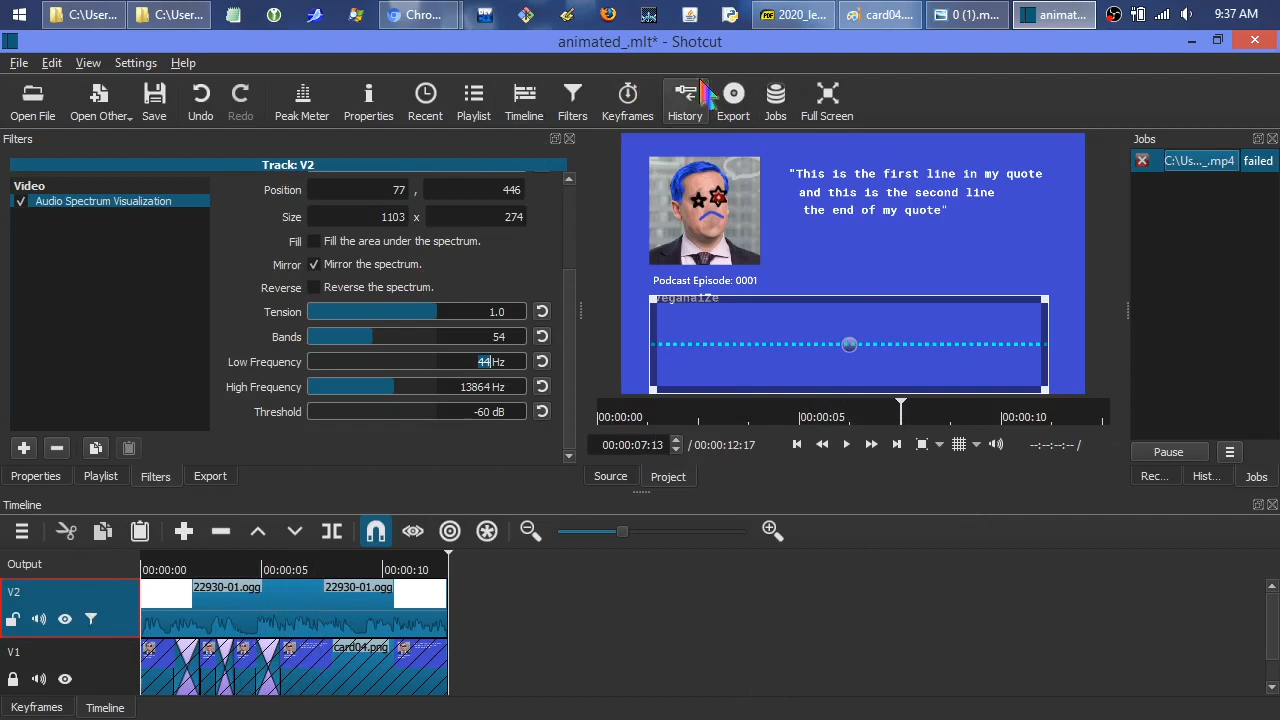 C:\User...
C:\User...
Chro...
2020_le...
card04....
0 (1).m...
animat...
9:37 AM
animated_.mlt* - Shotcut
File Edit View Settings Help
Open File Open Other... Save Undo Redo Peak Meter Properties Recent Playlist Timeline Filters Keyframes History Export Jobs Full Screen
Filters
Jobs
Track: V2
C:\Us..._.mp4 failed
Video
Audio Spectrum Visualization
Position 77 , 446
Size 1103 x 274
Fill Fill the area under the spectrum.
Mirror Mirror the spectrum.
Reverse Reverse the spectrum.
Tension 1.0
Bands 54
Low Frequency 44 Hz
High Frequency 13864 Hz
Threshold -60 dB
"This is the first line in my quote
and this is the second line
the end of my quote"
Podcast Episode: 0001
veganaiZe
00:00:00 00:00:05 00:00:10
00:00:07:13 / 00:00:12:17 --:--:--:-- /
Pause
Properties Playlist Filters Export
Source Project
Rec... Hist... Jobs
Timeline
Output
00:00:00 00:00:05 00:00:10
V2
22930-01.ogg 22930-01.ogg
V1
card04.png
Keyframes Timeline